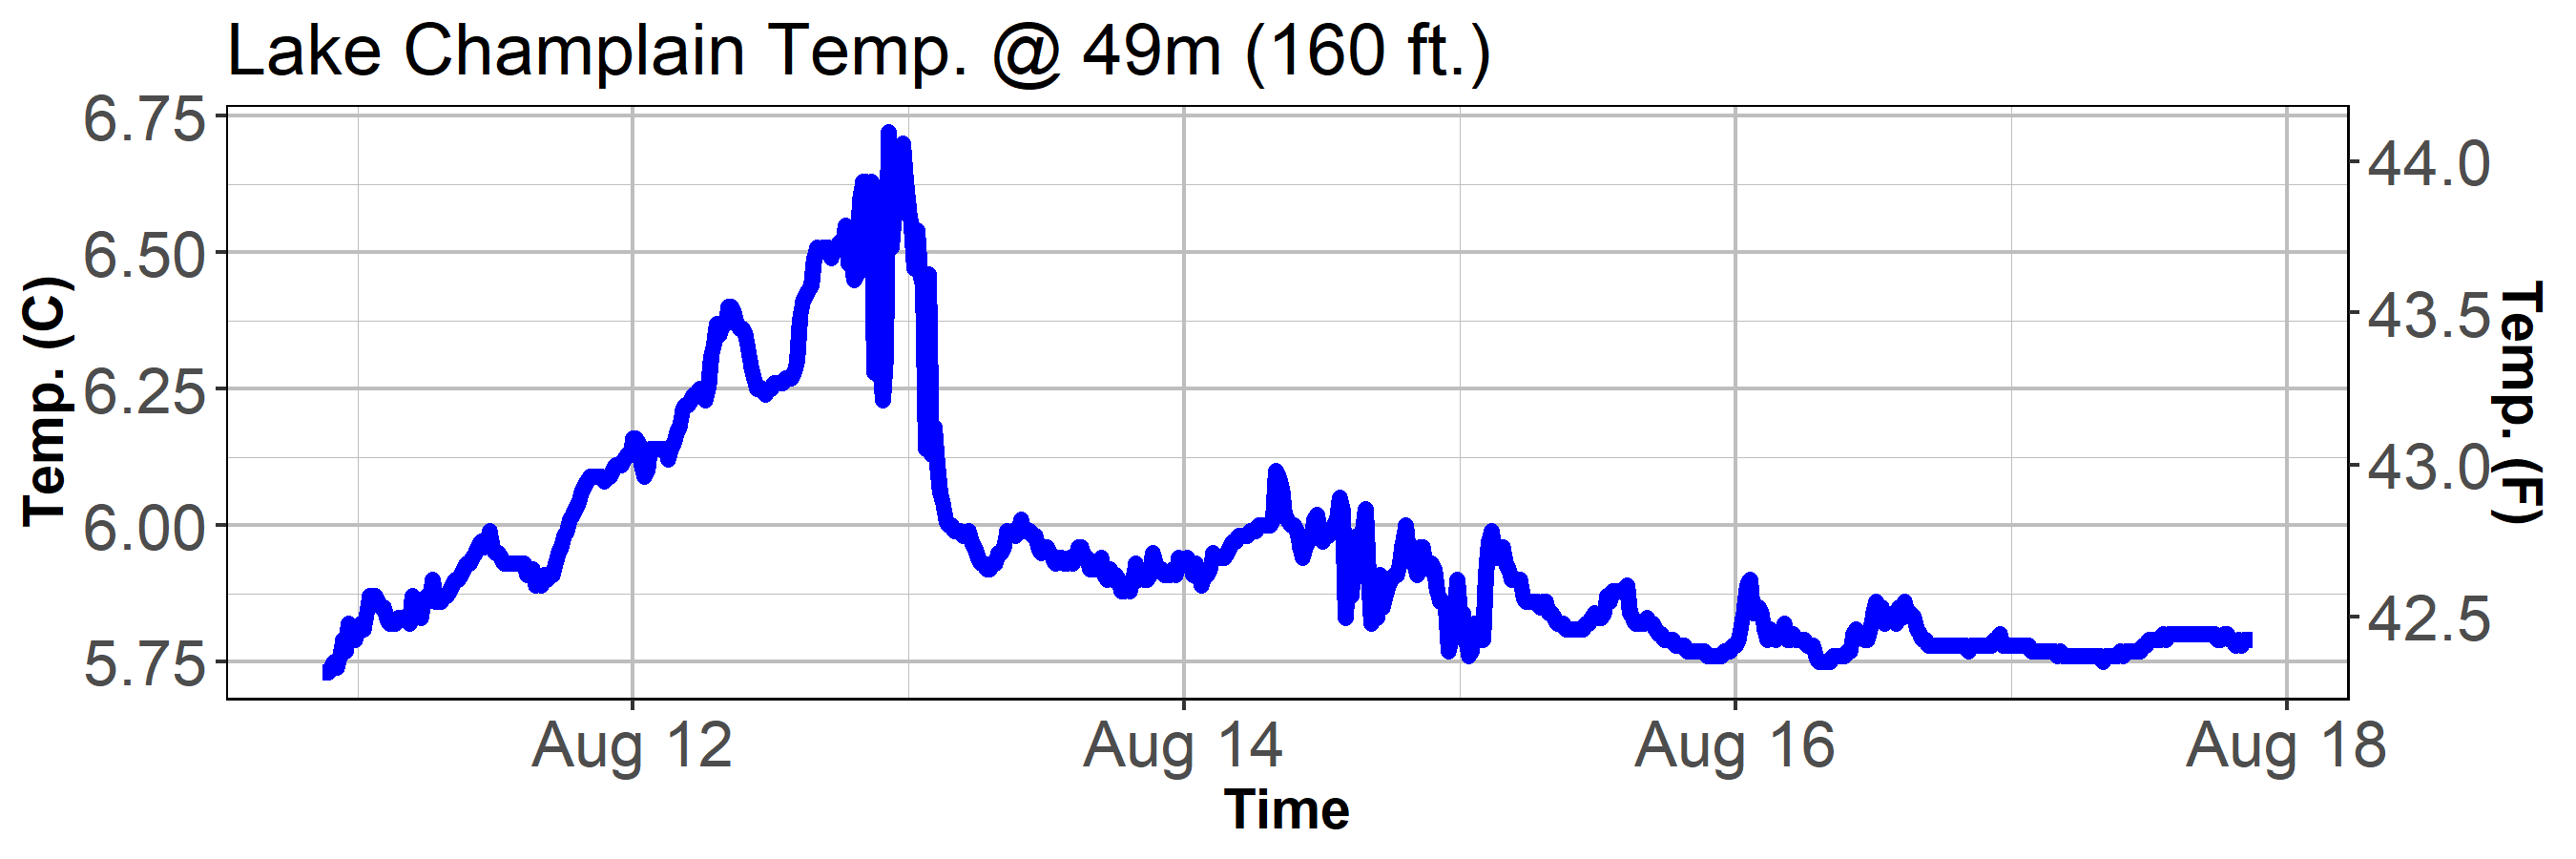 Lake Champlain Temp. @ 49m (160 ft.)
6.75
6.50
6.25
6.00
5.75
Temp. (C)
44.0
43.5
43.0
42.5
Temp. (F)
Aug 12
Aug 14
Aug 16
Aug 18
Time